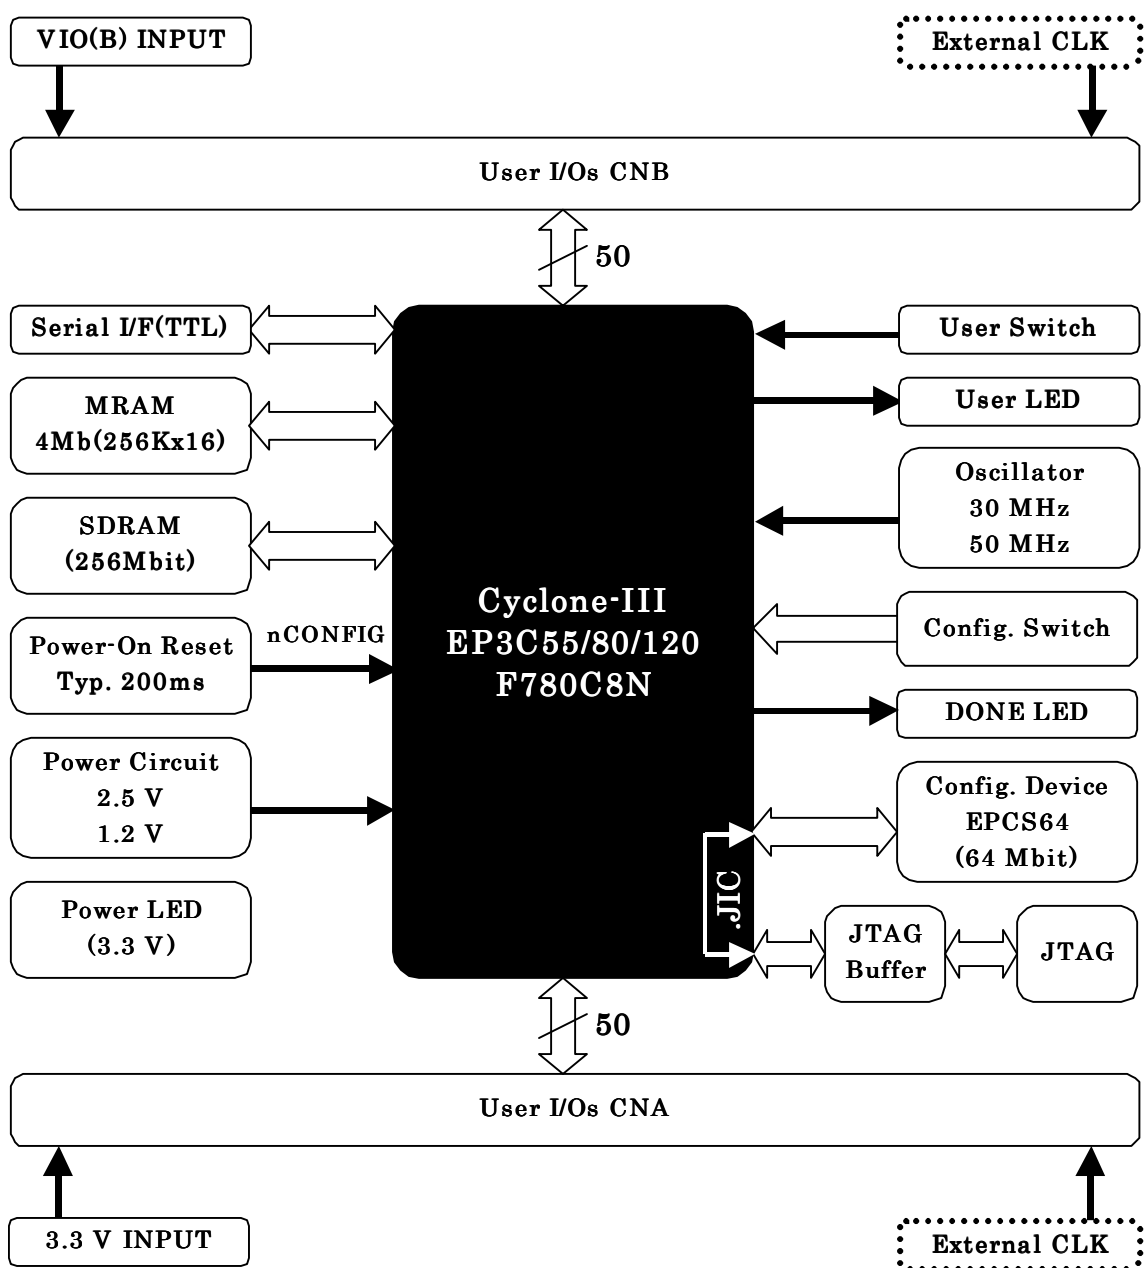 VIO(B) INPUT
External CLK
User I/Os CNB
50
Serial I/F(TTL)
User Switch
MRAM
4Mb(256Kx16)
User LED
Oscillator
30 MHz
50 MHz
SDRAM
(256Mbit)
Cyclone-III
EP3C55/80/120
F780C8N
nCONFIG
Power-On Reset
Typ. 200ms
Config. Switch
DONE LED
Power Circuit
2.5 V
1.2 V
Config. Device
EPCS64
(64 Mbit)
Power LED
(3.3 V)
.JIC
JTAG
Buffer
JTAG
50
User I/Os CNA
3.3 V INPUT
External CLK